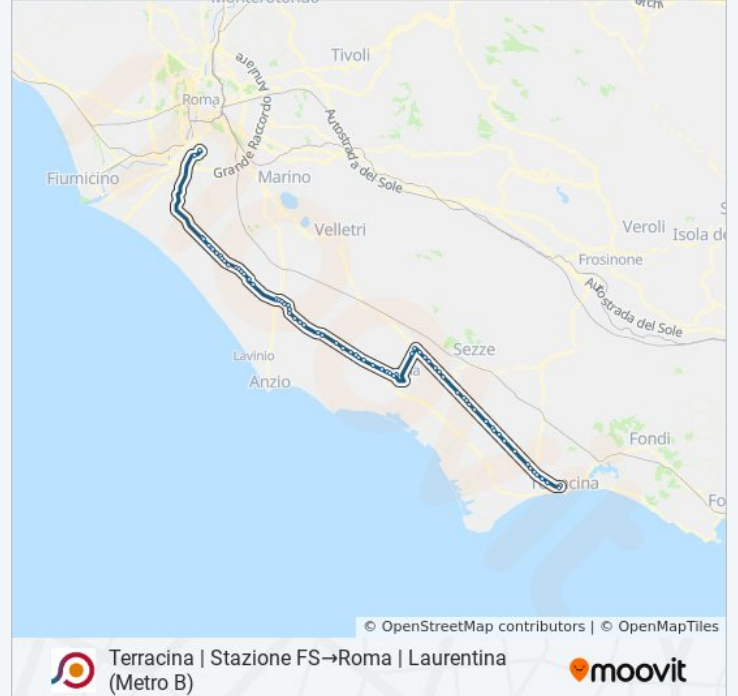 Monterotondo
Tivoli
Grande Raccordo Anulare
Roma
Autostrada del Sole
Fiumicino
Marino
Velletri
Veroli
Isola de
Frosinone
Autostrada del Sole
Sezze
Lavinio
Anzio
Fondi
Terracina
Fo
© OpenStreetMap contributors | © OpenMapTiles
Terracina | Stazione FS→Roma | Laurentina
(Metro B)
moovit